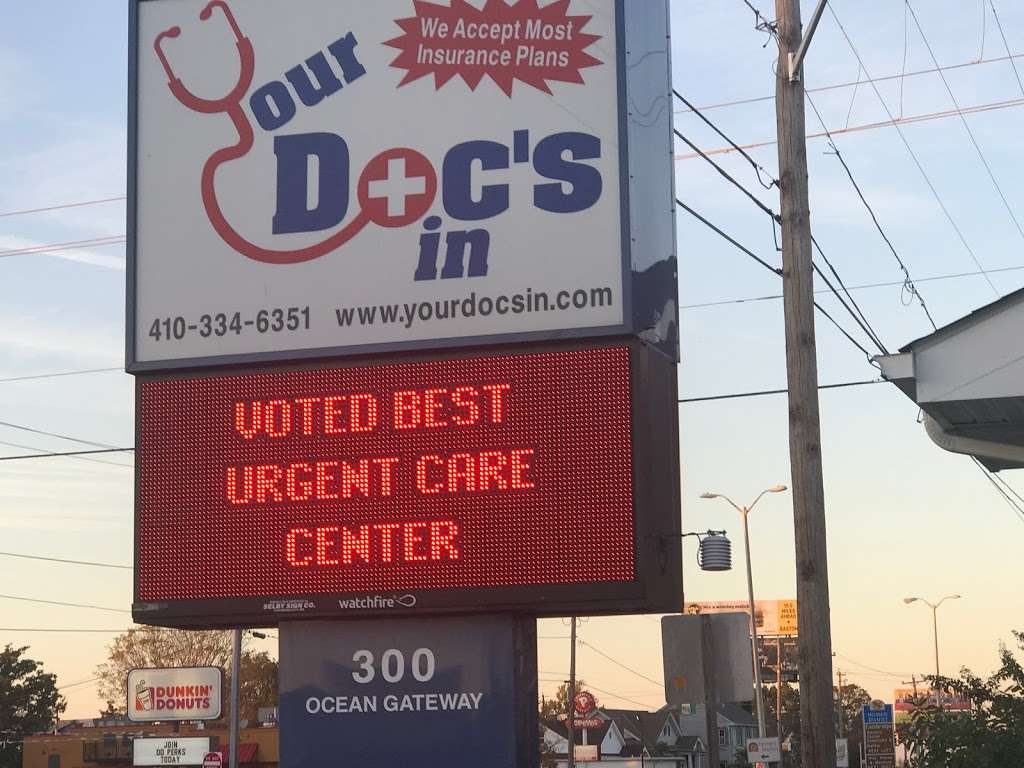 We Accept Most
Insurance Plans
Your
Doc's
in
410-334-6351 www.yourdocsin.com
VOTED BEST
URGENT CARE
CENTER
SELBY SIGN CO.
watchfire
300
OCEAN GATEWAY
DUNKIN'
DONUTS
JOIN
DD PERKS
TODAY